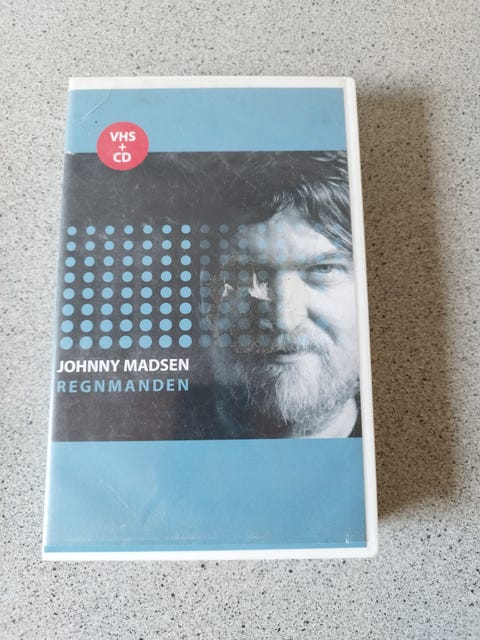 VHS
+
CD
JOHNNY MADSEN
REGNMANDEN